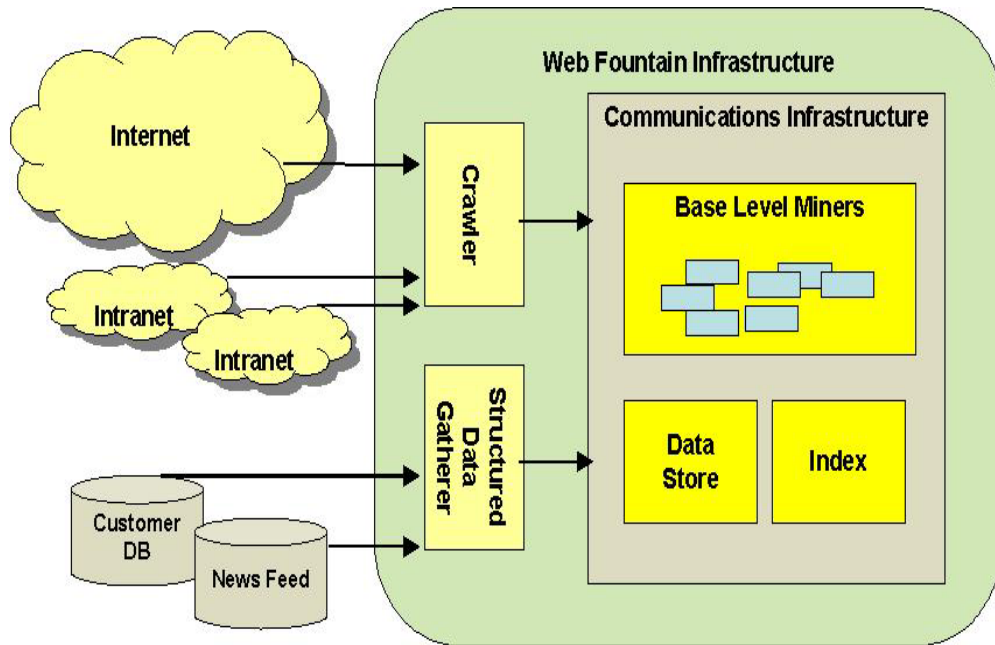 Web Fountain Infrastructure
Internet
Intranet
Intranet
Customer
DB
News Feed
Crawler
Structured
Data
Gatherer
Communications Infrastructure
Base Level Miners
Data
Store
Index